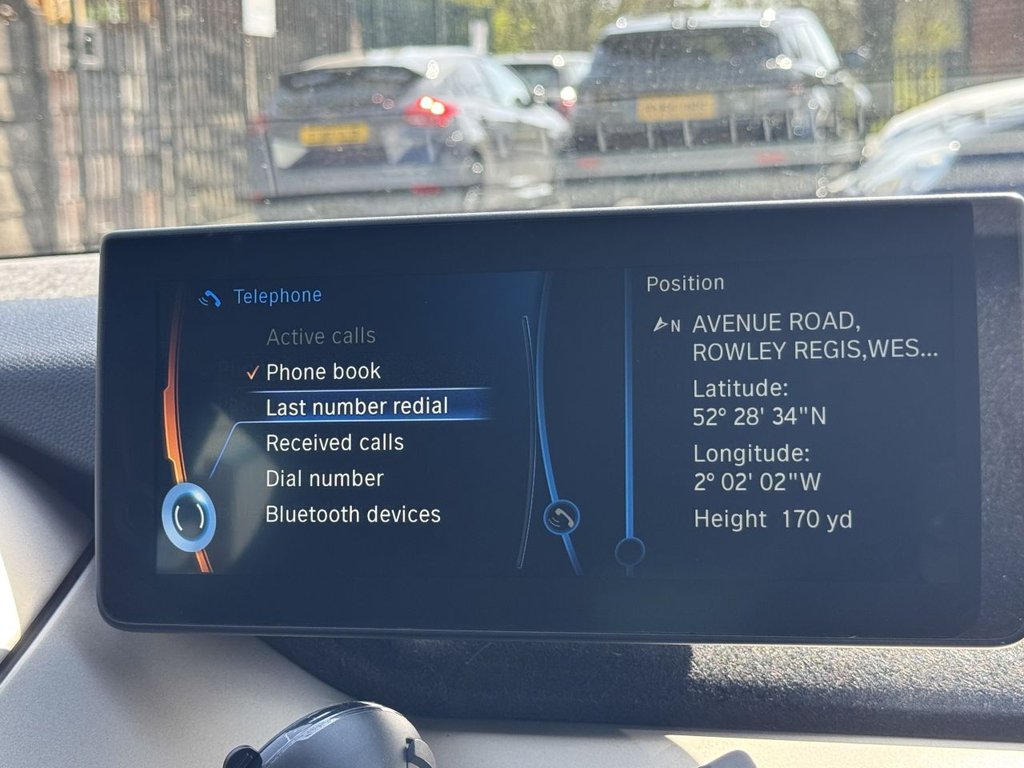 Telephone
Active calls
Phone book
Last number redial
Received calls
Dial number
Bluetooth devices
Position
N AVENUE ROAD,
ROWLEY REGIS,WES...
Latitude:
52° 28' 34"N
Longitude:
2° 02' 02"W
Height 170 yd